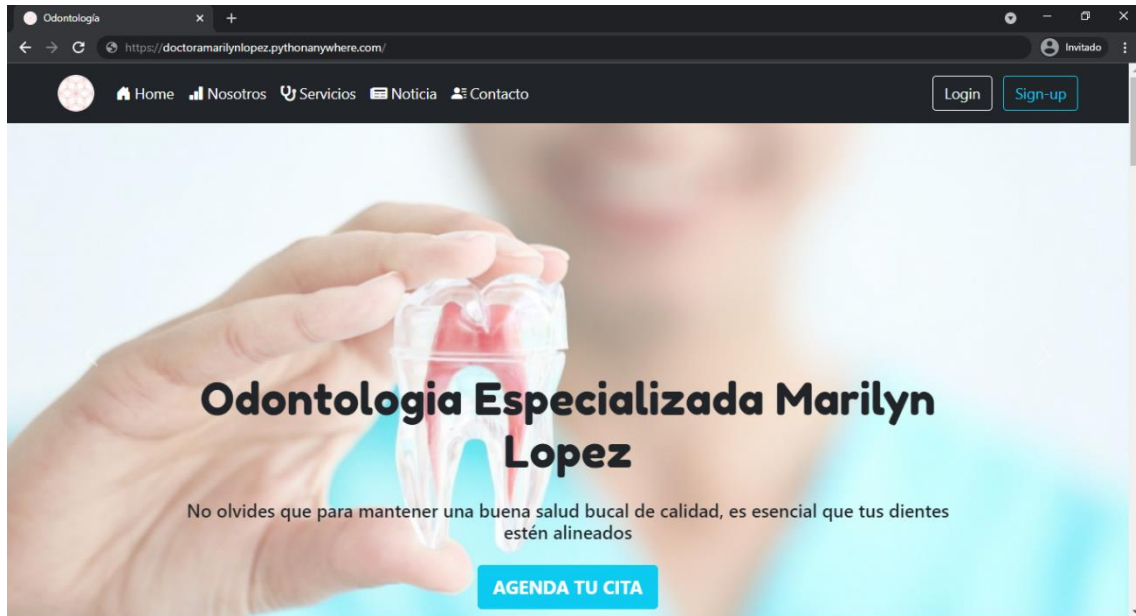 Odontología
https://doctoramarilynlopez.pythonanywhere.com/
Invitado
Home Nosotros Servicios Noticia Contacto
Login Sign-up
Odontologia Especializada Marilyn
Lopez
No olvides que para mantener una buena salud bucal de calidad, es esencial que tus dientes
estén alineados
AGENDA TU CITA